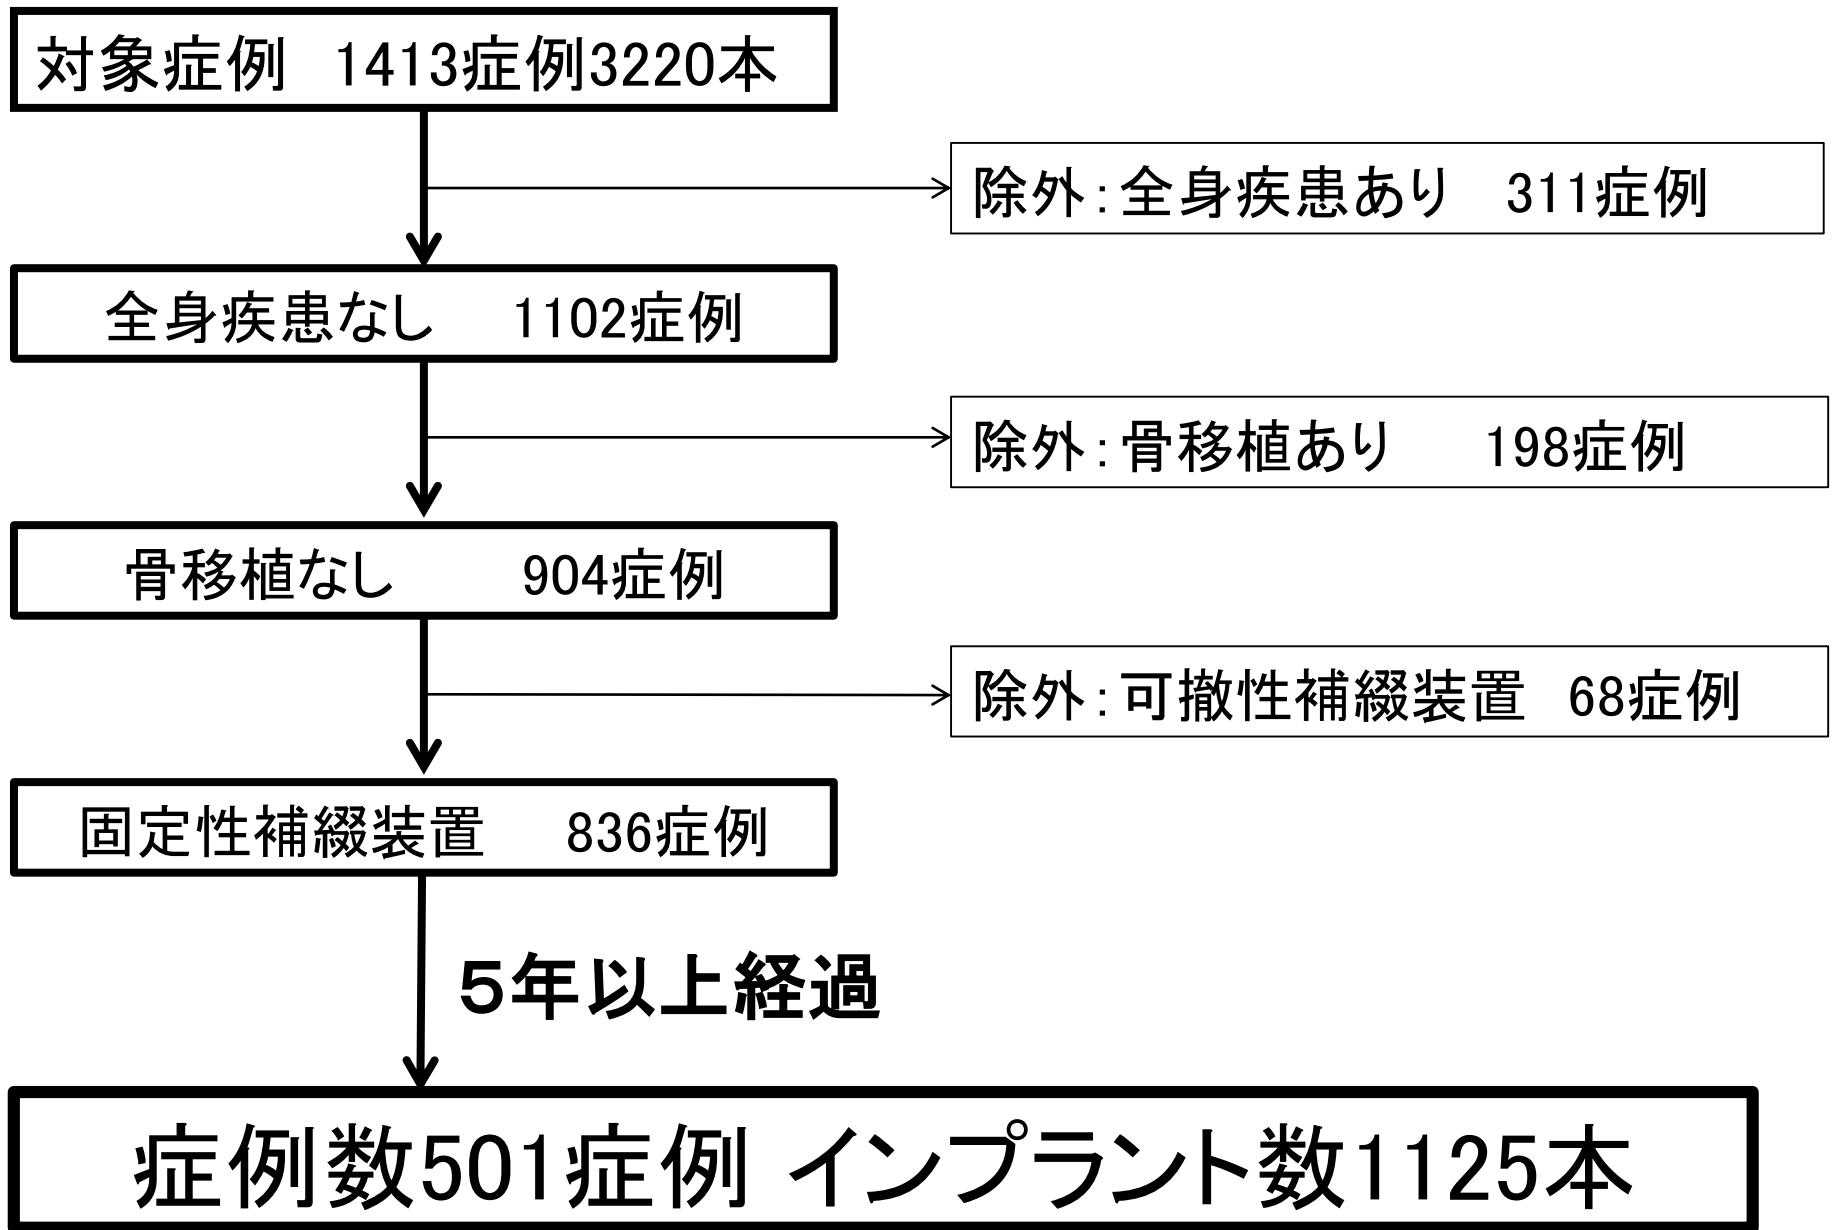 対象症例　1413症例3220本
除外：全身疾患あり　311症例
全身疾患なし　1102症例
除外：骨移植あり　198症例
骨移植なし　904症例
除外：可撤性補綴装置　68症例
固定性補綴装置　836症例
５年以上経過
症例数501症例 インプラント数1125本